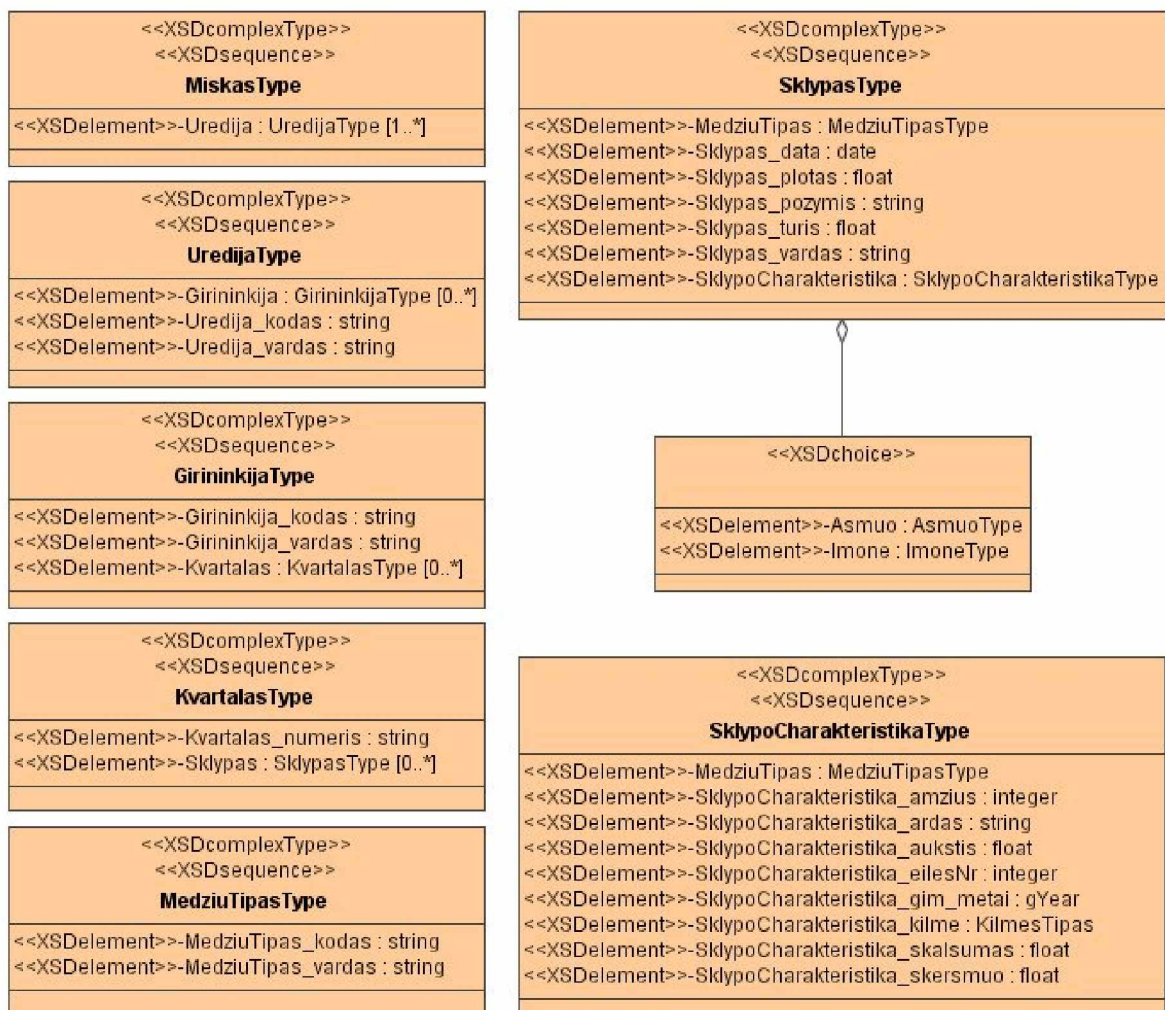 <<XSDcomplexType>>
<<XSDsequence>>
MiskasType
<<XSDelement>>-Uredija : UredijaType [1..*]
<<XSDcomplexType>>
<<XSDsequence>>
UredijaType
<<XSDelement>>-Girininkija : GirininkijaType [0..*]
<<XSDelement>>-Uredija_kodas : string
<<XSDelement>>-Uredija_vardas : string
<<XSDcomplexType>>
<<XSDsequence>>
GirininkijaType
<<XSDelement>>-Girininkija_kodas : string
<<XSDelement>>-Girininkija_vardas : string
<<XSDelement>>-Kvartalas : KvartalasType [0..*]
<<XSDcomplexType>>
<<XSDsequence>>
KvartalasType
<<XSDelement>>-Kvartalas_numeris : string
<<XSDelement>>-Sklypas : SklypasType [0..*]
<<XSDcomplexType>>
<<XSDsequence>>
MedziuTipasType
<<XSDelement>>-MedziuTipas_kodas : string
<<XSDelement>>-MedziuTipas_vardas : string
<<XSDcomplexType>>
<<XSDsequence>>
SklypasType
<<XSDelement>>-MedziuTipas : MedziuTipasType
<<XSDelement>>-Sklypas_data : date
<<XSDelement>>-Sklypas_plotas : float
<<XSDelement>>-Sklypas_pozymis : string
<<XSDelement>>-Sklypas_turis : float
<<XSDelement>>-Sklypas_vardas : string
<<XSDelement>>-SklypoCharakteristika : SklypoCharakteristikaType
<<XSDchoice>>
<<XSDelement>>-Asmuo : AsmuoType
<<XSDelement>>-Imone : ImoneType
<<XSDcomplexType>>
<<XSDsequence>>
SklypoCharakteristikaType
<<XSDelement>>-MedziuTipas : MedziuTipasType
<<XSDelement>>-SklypoCharakteristika_amzius : integer
<<XSDelement>>-SklypoCharakteristika_ardas : string
<<XSDelement>>-SklypoCharakteristika_aukstis : float
<<XSDelement>>-SklypoCharakteristika_eilesNr : integer
<<XSDelement>>-SklypoCharakteristika_gim_metai : gYear
<<XSDelement>>-SklypoCharakteristika_kilme : KilmesTipas
<<XSDelement>>-SklypoCharakteristika_skalsumas : float
<<XSDelement>>-SklypoCharakteristika_skersmuo : float